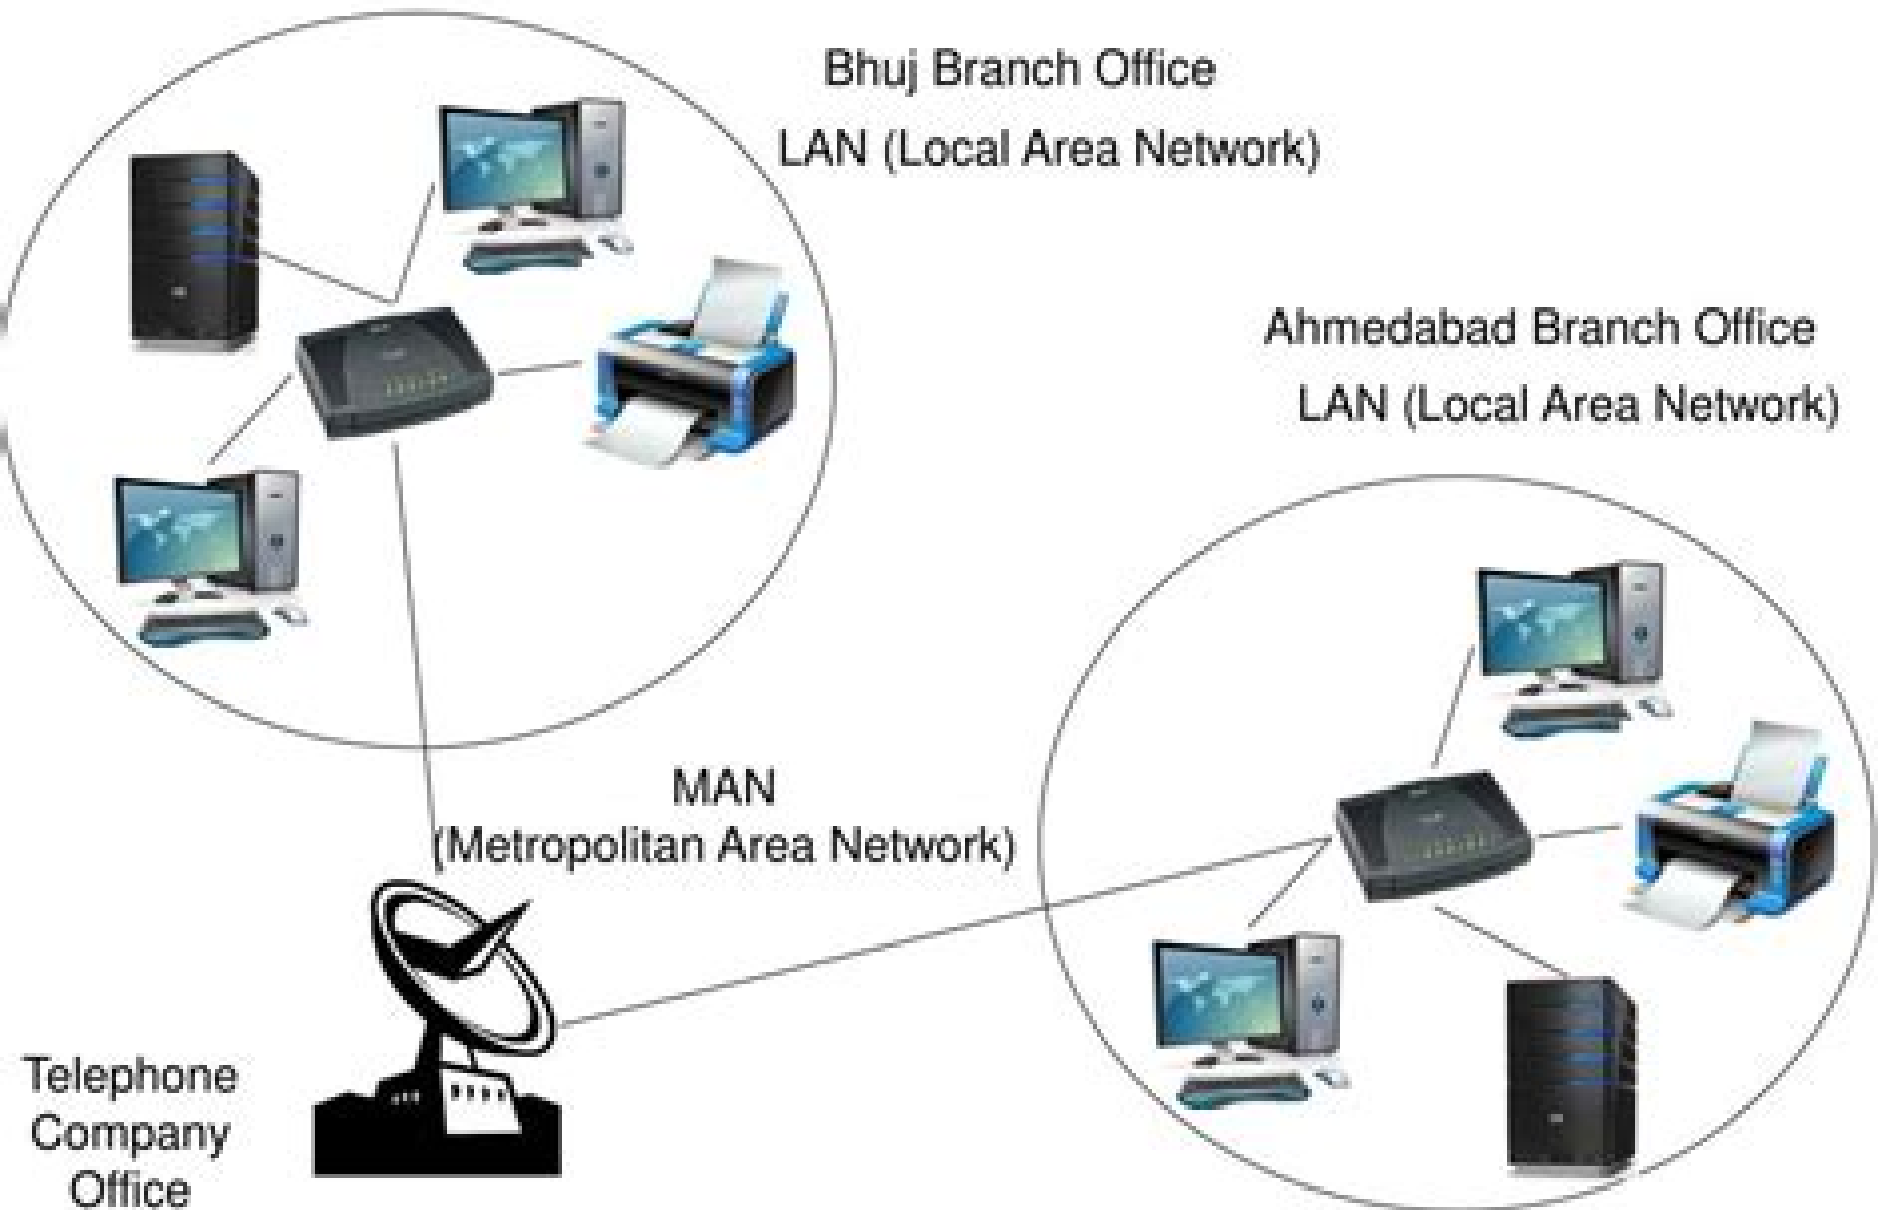 Bhuj Branch Office
LAN (Local Area Network)
Ahmedabad Branch Office
LAN (Local Area Network)
MAN
(Metropolitan Area Network)
Telephone
Company
Office